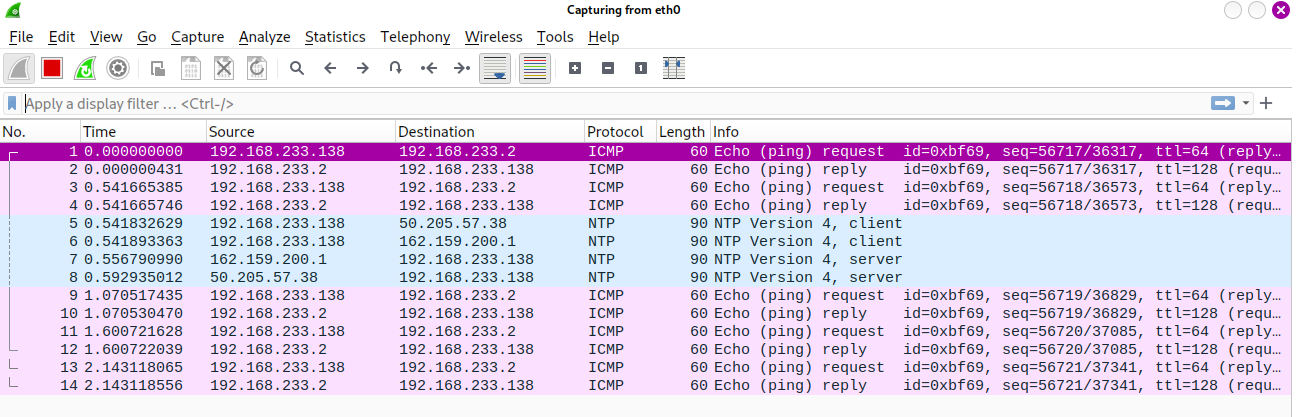 Capturing from eth0
File Edit View Go Capture Analyze Statistics Telephony Wireless Tools Help
Apply a display filter … <Ctrl-/>
No. Time Source Destination Protocol Length Info
1 0.000000000 192.168.233.138 192.168.233.2 ICMP 60 Echo (ping) request id=0xbf69, seq=56717/36317, ttl=64 (reply…
2 0.000000431 192.168.233.2 192.168.233.138 ICMP 60 Echo (ping) reply id=0xbf69, seq=56717/36317, ttl=128 (requ…
3 0.541665385 192.168.233.138 192.168.233.2 ICMP 60 Echo (ping) request id=0xbf69, seq=56718/36573, ttl=64 (reply…
4 0.541665746 192.168.233.2 192.168.233.138 ICMP 60 Echo (ping) reply id=0xbf69, seq=56718/36573, ttl=128 (requ…
5 0.541832629 192.168.233.138 50.205.57.38 NTP 90 NTP Version 4, client
6 0.541893363 192.168.233.138 162.159.200.1 NTP 90 NTP Version 4, client
7 0.556790990 162.159.200.1 192.168.233.138 NTP 90 NTP Version 4, server
8 0.592935012 50.205.57.38 192.168.233.138 NTP 90 NTP Version 4, server
9 1.070517435 192.168.233.138 192.168.233.2 ICMP 60 Echo (ping) request id=0xbf69, seq=56719/36829, ttl=64 (reply…
10 1.070530470 192.168.233.2 192.168.233.138 ICMP 60 Echo (ping) reply id=0xbf69, seq=56719/36829, ttl=128 (requ…
11 1.600721628 192.168.233.138 192.168.233.2 ICMP 60 Echo (ping) request id=0xbf69, seq=56720/37085, ttl=64 (reply…
12 1.600722039 192.168.233.2 192.168.233.138 ICMP 60 Echo (ping) reply id=0xbf69, seq=56720/37085, ttl=128 (requ…
13 2.143118065 192.168.233.138 192.168.233.2 ICMP 60 Echo (ping) request id=0xbf69, seq=56721/37341, ttl=64 (reply…
14 2.143118556 192.168.233.2 192.168.233.138 ICMP 60 Echo (ping) reply id=0xbf69, seq=56721/37341, ttl=128 (requ…